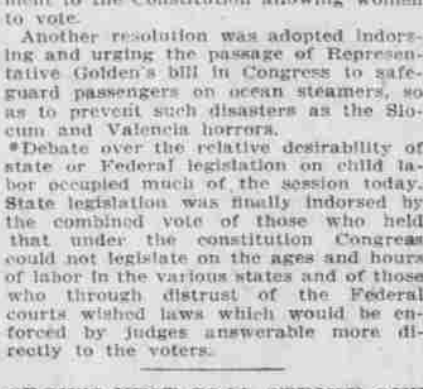 ment to the Constitution allowing women
to vote.
Another resolution was adopted indors-
ing and urging the passage of Represen-
tative Golden's bill in Congress to safe-
guard passengers on ocean steamers, so
as to prevent such disasters as the Slo-
cum and Valencia horrors.
*Debate over the relative desirability of
state or Federal legislation on child la-
bor occupied much of the session today.
State legislation was finally indorsed by
the combined vote of those who held
that under the constitution Congress
could not legislate on the ages and hours
of labor in the various states and of those
who through distrust of the Federal
courts wished laws which would be en-
forced by judges answerable more di-
rectly to the voters.